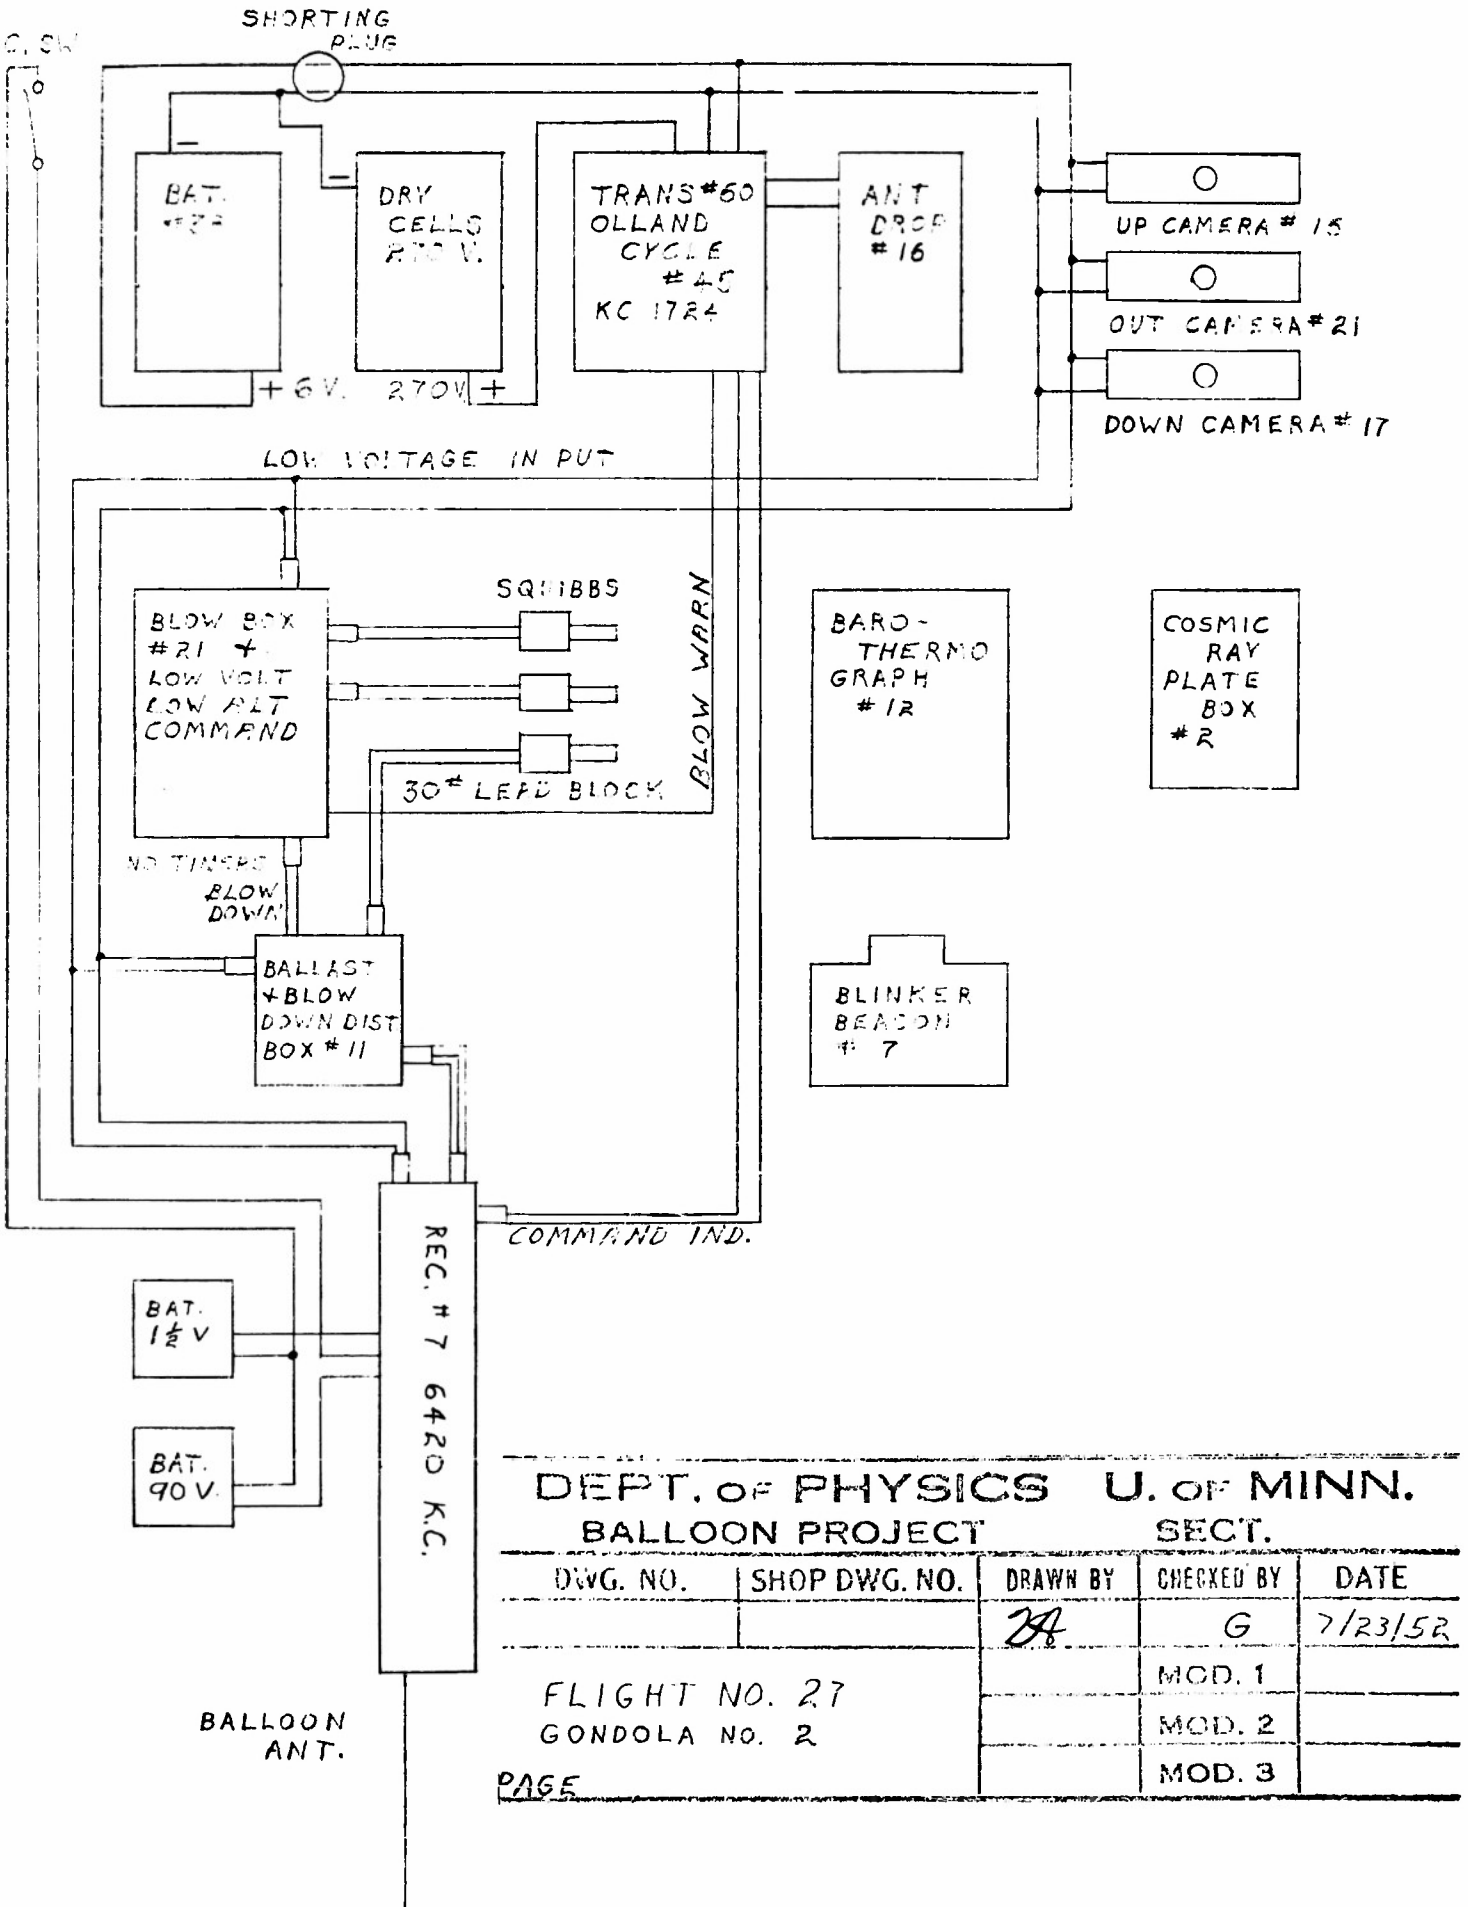 SHORTING
PLUG
BAT.
DRY
CELLS
270 V.
TRANS #60
OLLAND
CYCLE
#45
KC 1724
ANT
DROP
#16
UP CAMERA # 15
OUT CAMERA # 21
DOWN CAMERA # 17
+ 6 V.
270V +
LOW VOLTAGE IN PUT
BLOW BOX
#21 +
LOW VOLT
LOW ALT
COMMAND
SQUIBBS
30# LEAD BLOCK
BLOW WARN
BARO-
THERMO
GRAPH
#12
COSMIC
RAY
PLATE
BOX
#2
NO TIMERS
BLOW
DOWN
BALLAST
+ BLOW
DOWN DIST
BOX # 11
BLINKER
BEACON
# 7
COMMAND IND.
REC. # 7 6420 K.C.
BAT.
1½ V
BAT.
90 V.
BALLOON
ANT.
DEPT. OF PHYSICS U. OF MINN.
BALLOON PROJECT SECT.
DWG. NO. SHOP DWG. NO. DRAWN BY CHECKED BY DATE
G 7/23/52
MOD. 1
MOD. 2
MOD. 3
FLIGHT NO. 27
GONDOLA NO. 2
PAGE